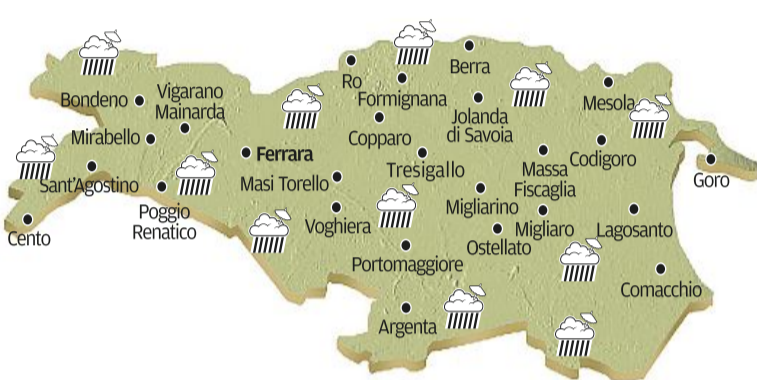 Berra
Ro
Formignana
Mesola
Bondeno
Vigarano
Mainarda
Jolanda
di Savoia
Mirabello
Copparo
Codigoro
Ferrara
Tresigallo
Massa
Fiscaglia
Goro
Sant'Agostino
Masi Torello
Migliarino
Poggio
Renatico
Voghiera
Migliaro
Lagosanto
Cento
Ostellato
Portomaggiore
Comacchio
Argenta